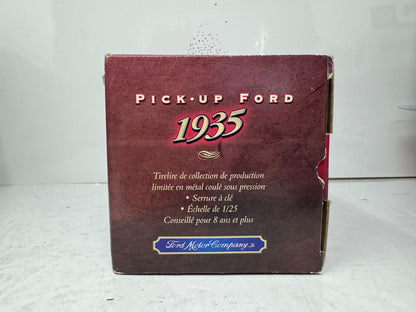 PICK•UP FORD
1935
Tirelire de collection de production
limitée en métal coulé sous pression
• Serrure à clé
• Échelle de 1/25
Conseillé pour 8 ans et plus
Ford Motor Company